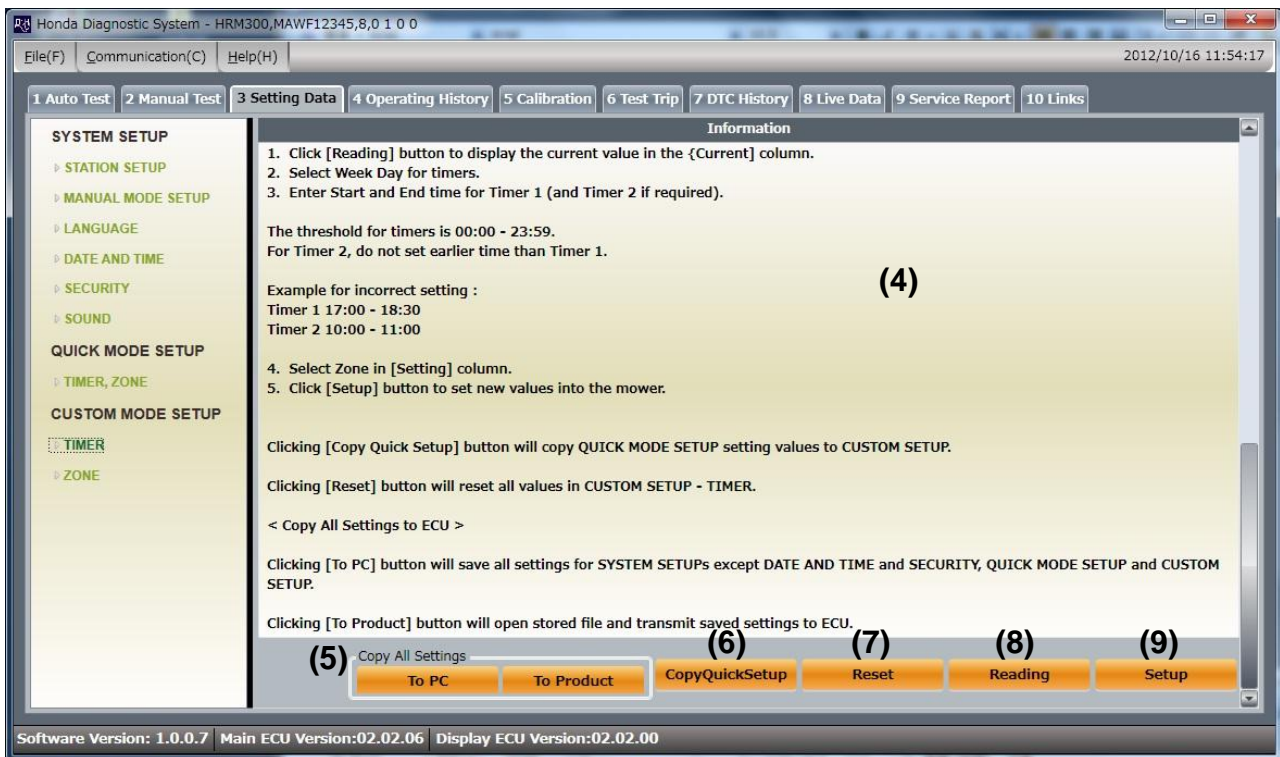 Honda Diagnostic System - HRM300,MAWF12345,8,0 1 0 0
File(F) Communication(C) Help(H) 2012/10/16 11:54:17
1 Auto Test 2 Manual Test 3 Setting Data 4 Operating History 5 Calibration 6 Test Trip 7 DTC History 8 Live Data 9 Service Report 10 Links
SYSTEM SETUP
STATION SETUP
MANUAL MODE SETUP
LANGUAGE
DATE AND TIME
SECURITY
SOUND
QUICK MODE SETUP
TIMER, ZONE
CUSTOM MODE SETUP
TIMER
ZONE
Information
1. Click [Reading] button to display the current value in the {Current] column.
2. Select Week Day for timers.
3. Enter Start and End time for Timer 1 (and Timer 2 if required).
The threshold for timers is 00:00 - 23:59.
For Timer 2, do not set earlier time than Timer 1.
(4)
Example for incorrect setting :
Timer 1 17:00 - 18:30
Timer 2 10:00 - 11:00
4. Select Zone in [Setting] column.
5. Click [Setup] button to set new values into the mower.
Clicking [Copy Quick Setup] button will copy QUICK MODE SETUP setting values to CUSTOM SETUP.
Clicking [Reset] button will reset all values in CUSTOM SETUP - TIMER.
< Copy All Settings to ECU >
Clicking [To PC] button will save all settings for SYSTEM SETUPs except DATE AND TIME and SECURITY, QUICK MODE SETUP and CUSTOM
SETUP.
Clicking [To Product] button will open stored file and transmit saved settings to ECU.
(5) (6) (7) (8) (9)
Copy All Settings
To PC To Product CopyQuickSetup Reset Reading Setup
Software Version: 1.0.0.7 Main ECU Version:02.02.06 Display ECU Version:02.02.00